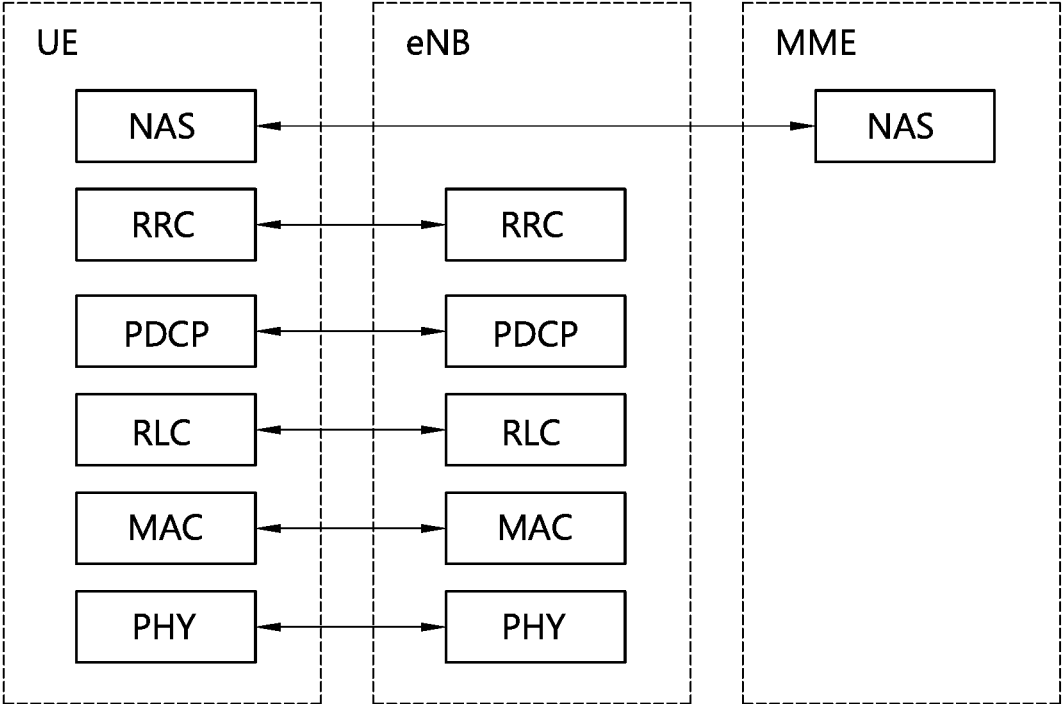 UE eNB MME
NAS NAS
RRC RRC
PDCP PDCP
RLC RLC
MAC MAC
PHY PHY